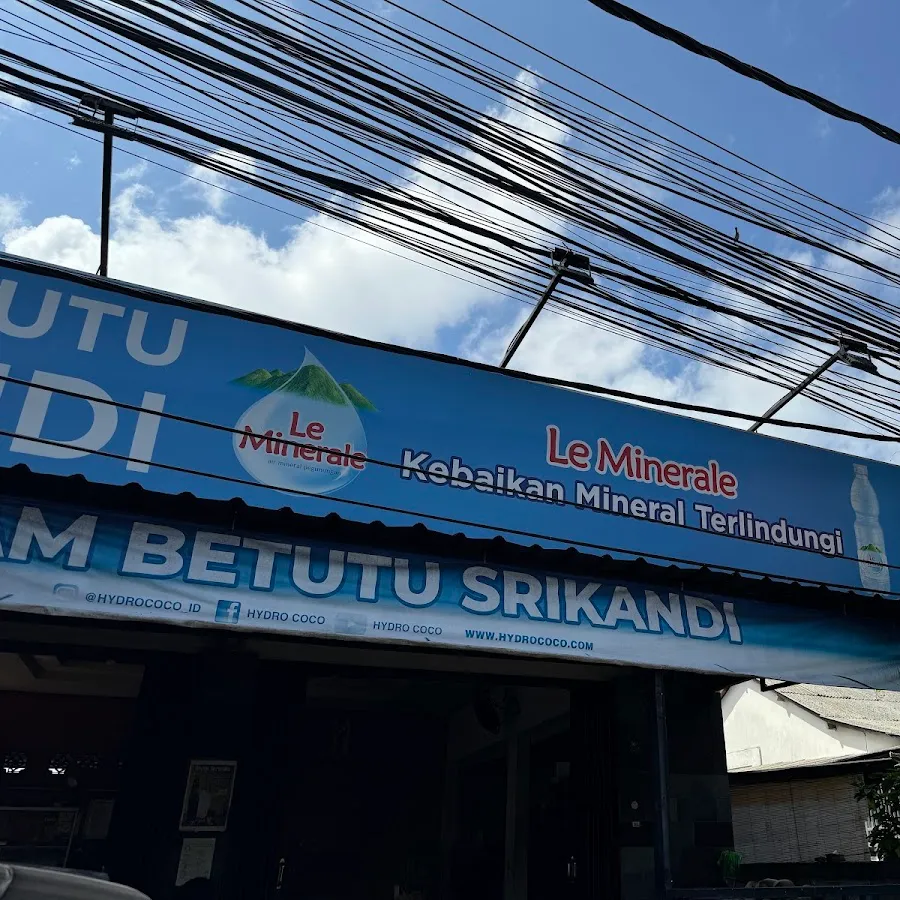 UTU
DI
Le
Minerale
Le Minerale
Kebaikan Mineral Terlindungi
AM BETUTU SRIKANDI
@HYDROCOCO_ID HYDRO COCO HYDRO COCO WWW.HYDROCOCO.COM